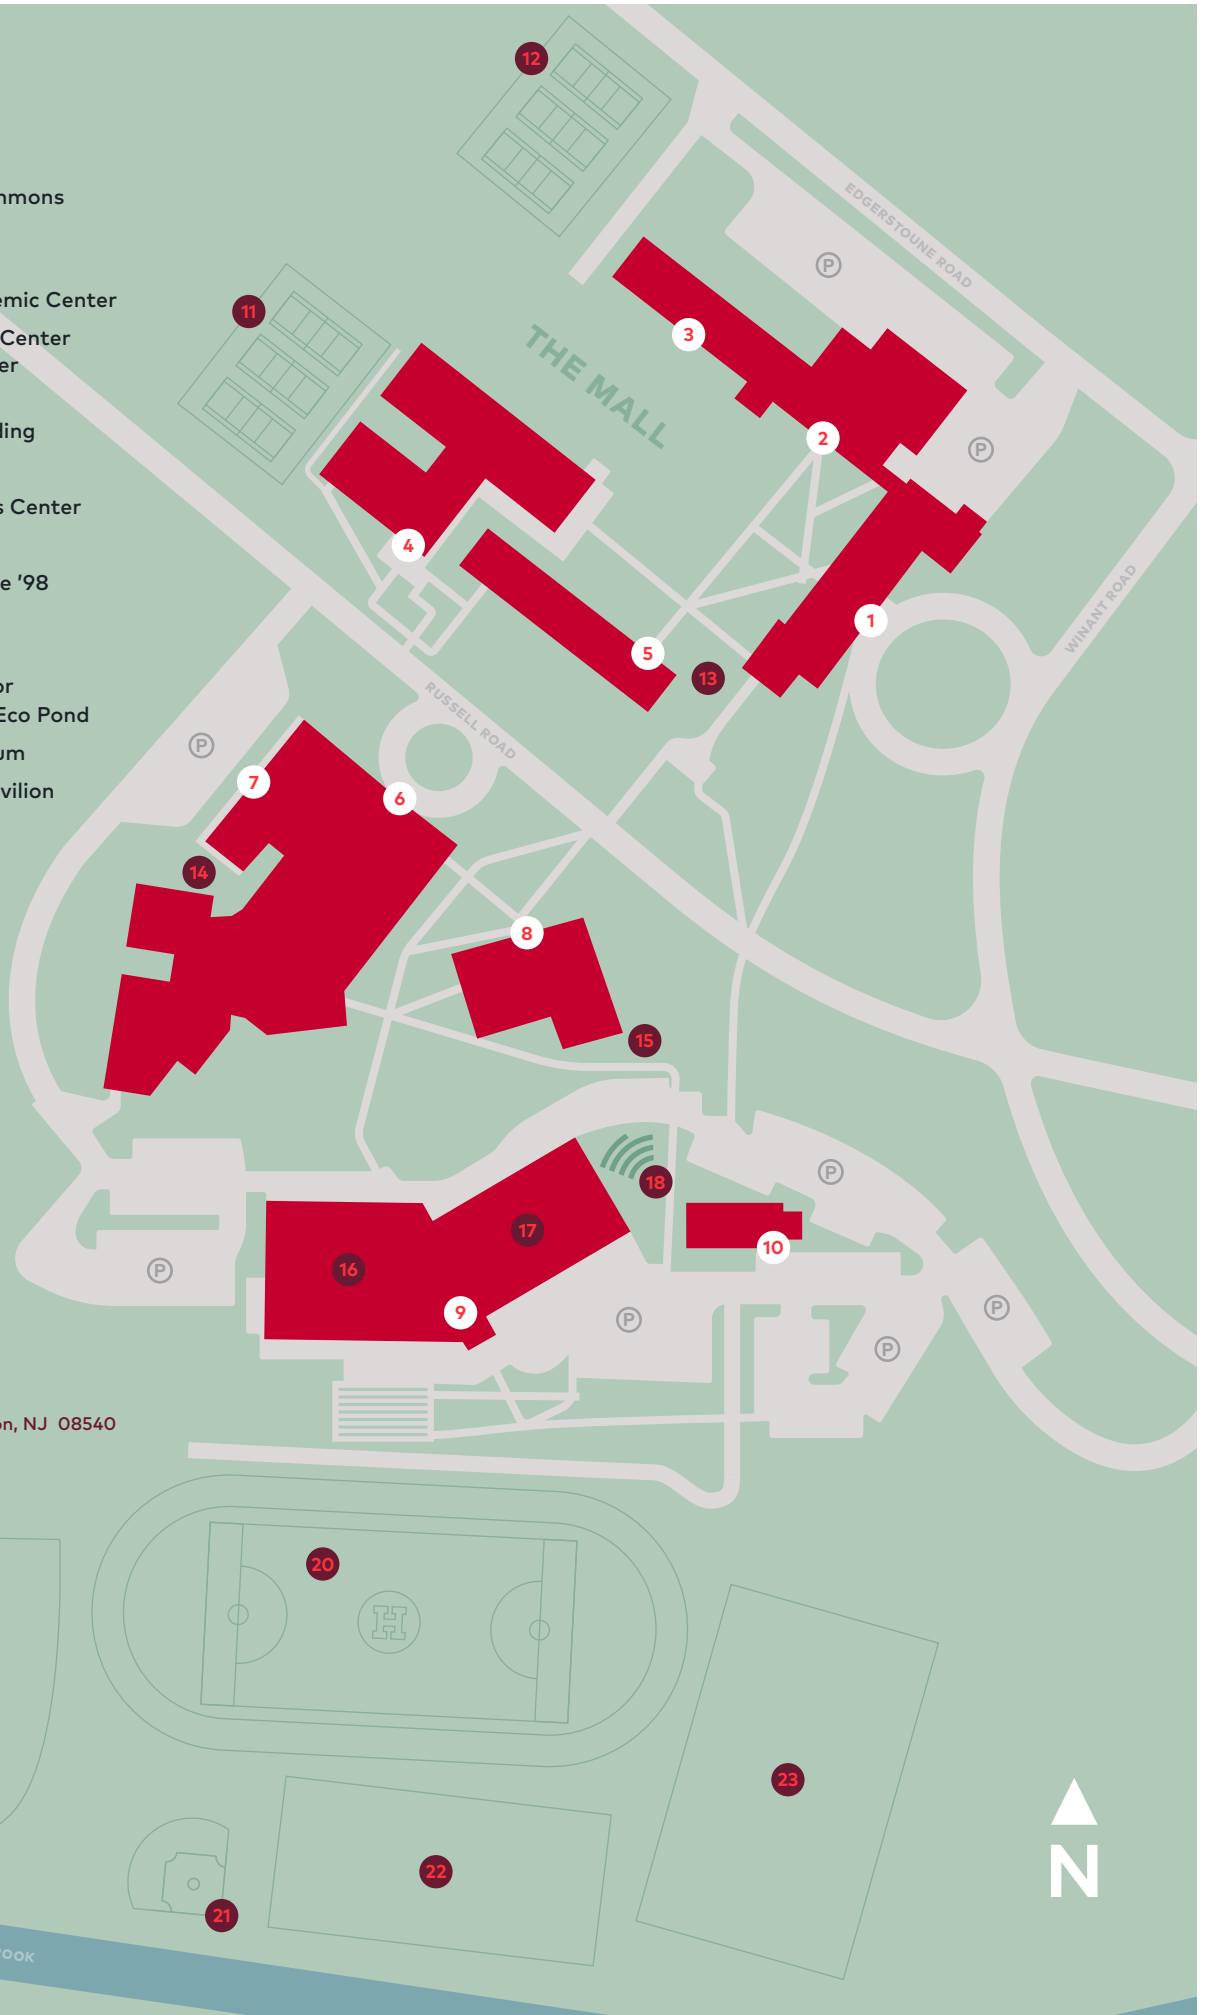 12
mmons
EDGERSTOUNE ROAD
P
emic Center
11
Center
3
er
THE MALL
ling
2
P
s Center
4
e '98
WINANT ROAD
1
5
13
or
RUSSELL ROAD
Eco Pond
P
um
7
vilion
6
14
8
15
P
18
17
10
16
P
9
P
P
P
on, NJ 08540
20
H
23
22
21
N
OOK